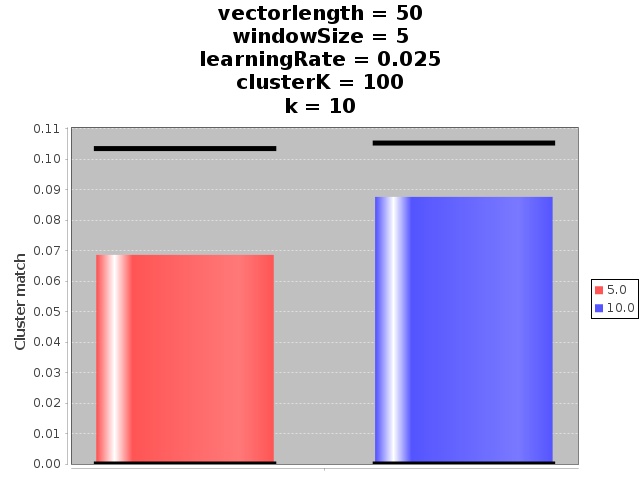 vectorlength = 50
windowSize = 5
learningRate = 0.025
clusterK = 100
k = 10
0.11
0.10
0.09
0.08
0.07
0.06
0.05
0.04
0.03
0.02
0.01
0.00
Cluster match
5.0
10.0